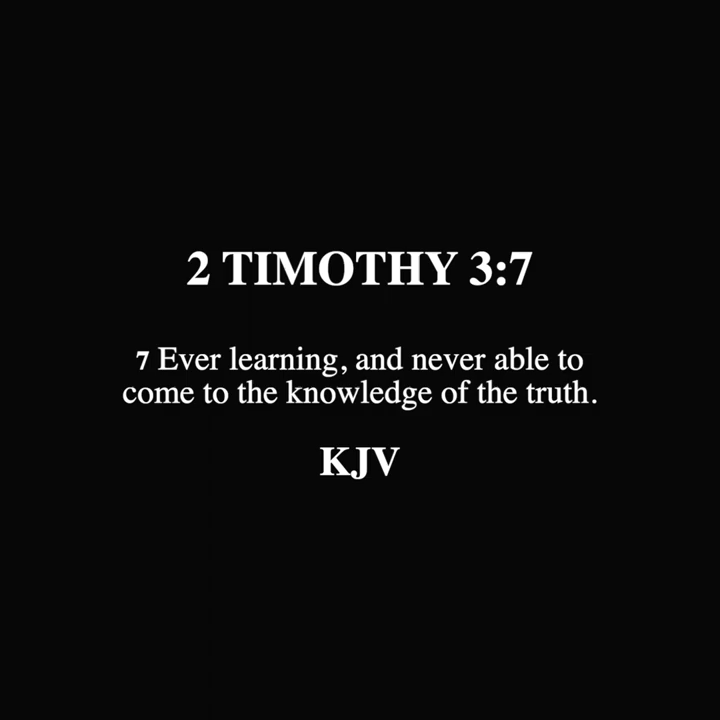 2 TIMOTHY 3:7
7 Ever learning, and never able to
come to the knowledge of the truth.
KJV